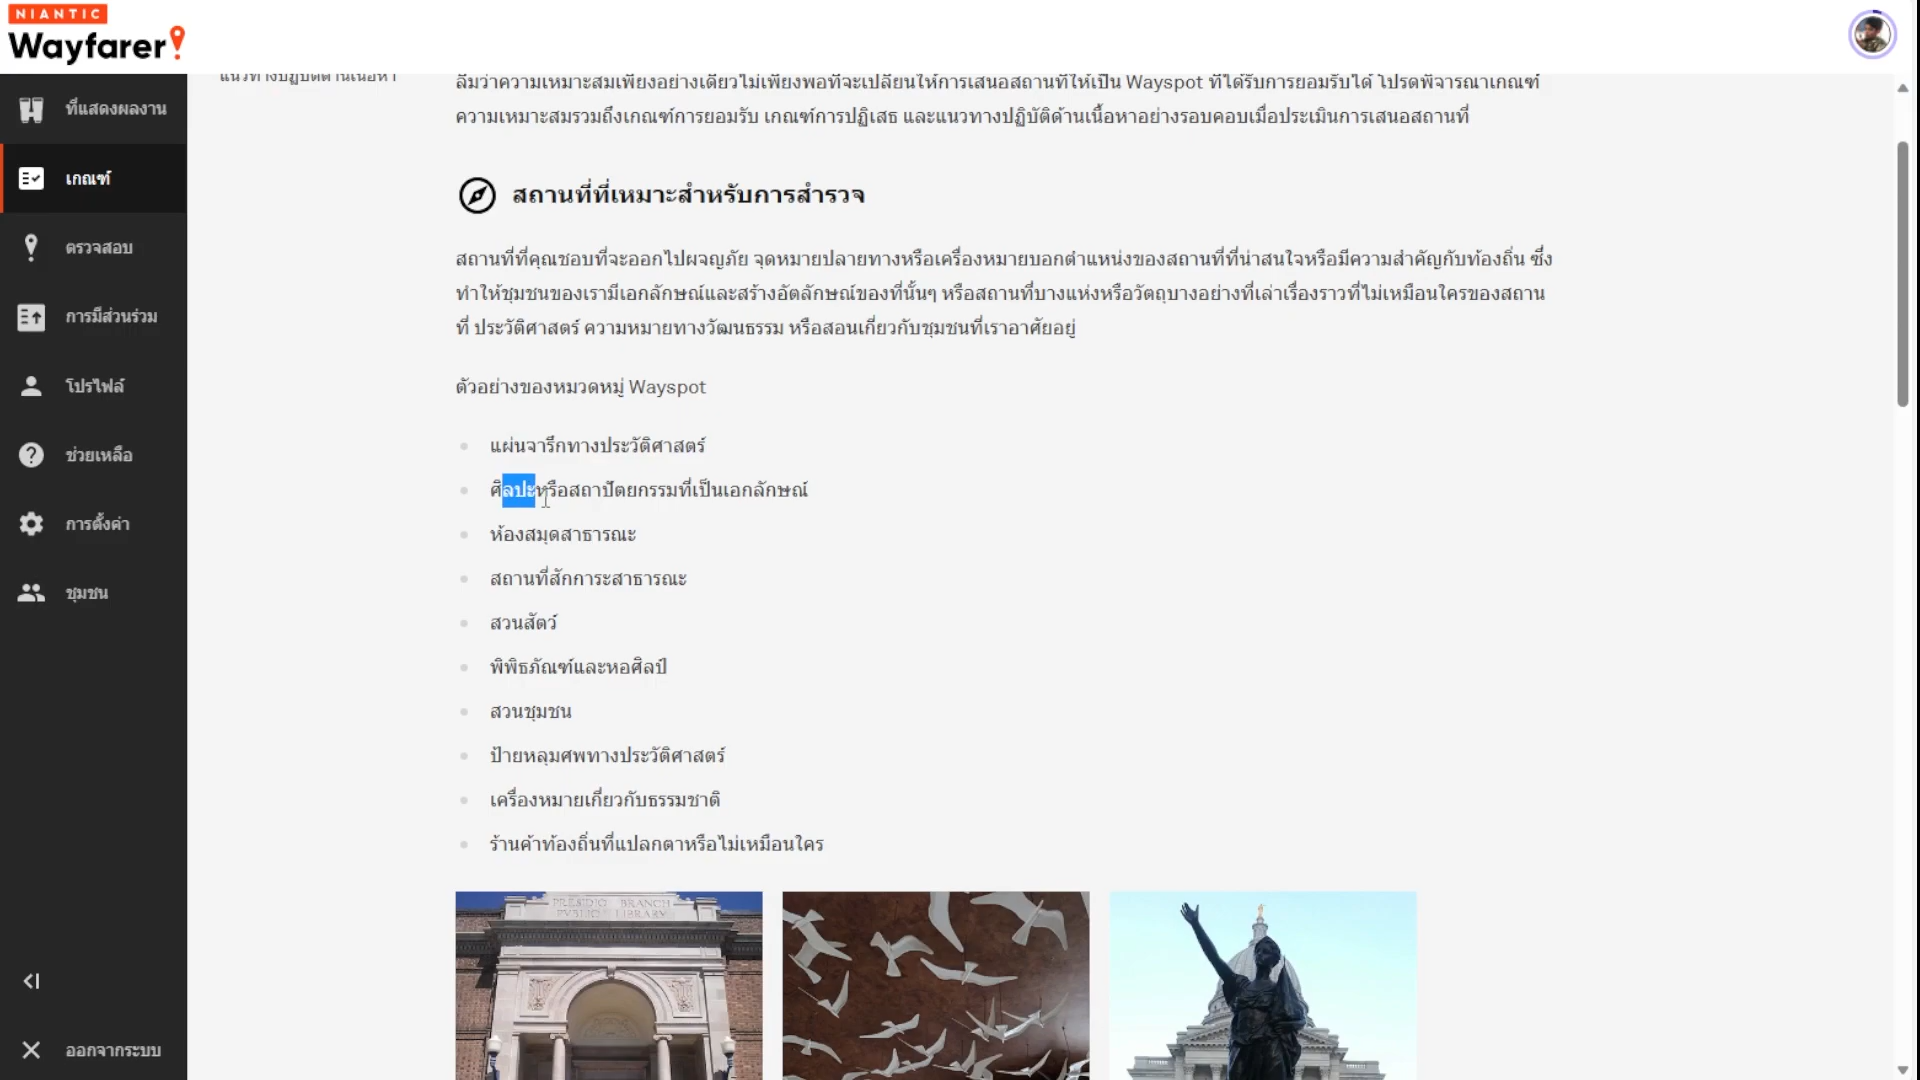 NIANTIC
Wayfarer
ที่แสดงผลงาน
เกณฑ์
ตรวจสอบ
การมีส่วนร่วม
โปรไฟล์
ช่วยเหลือ
การตั้งค่า
ชุมชน
ออกจากระบบ
แนวทางปฏิบัติด้านเนื้อหา
ลืมว่าความเหมาะสมเพียงอย่างเดียวไม่เพียงพอที่จะเปลี่ยนให้การเสนอสถานที่ให้เป็น Wayspot ที่ได้รับการยอมรับได้ โปรดพิจารณาเกณฑ์
ความเหมาะสมรวมถึงเกณฑ์การยอมรับ เกณฑ์การปฏิเสธ และแนวทางปฏิบัติด้านเนื้อหาอย่างรอบคอบเมื่อประเมินการเสนอสถานที่
สถานที่ที่เหมาะสำหรับการสำรวจ
สถานที่ที่คุณชอบที่จะออกไปผจญภัย จุดหมายปลายทางหรือเครื่องหมายบอกตำแหน่งของสถานที่ที่น่าสนใจหรือมีความสำคัญกับท้องถิ่น ซึ่ง
ทำให้ชุมชนของเรามีเอกลักษณ์และสร้างอัตลักษณ์ของที่นั้นๆ หรือสถานที่บางแห่งหรือวัตถุบางอย่างที่เล่าเรื่องราวที่ไม่เหมือนใครของสถาน
ที่ ประวัติศาสตร์ ความหมายทางวัฒนธรรม หรือสอนเกี่ยวกับชุมชนที่เราอาศัยอยู่
ตัวอย่างของหมวดหมู่ Wayspot
แผ่นจารึกทางประวัติศาสตร์
ศิลปะหรือสถาปัตยกรรมที่เป็นเอกลักษณ์
ห้องสมุดสาธารณะ
สถานที่สักการะสาธารณะ
สวนสัตว์
พิพิธภัณฑ์และหอศิลป์
สวนชุมชน
ป้ายหลุมศพทางประวัติศาสตร์
เครื่องหมายเกี่ยวกับธรรมชาติ
ร้านค้าท้องถิ่นที่แปลกตาหรือไม่เหมือนใคร
PRESIDIO BRANCH
PUBLIC LIBRARY